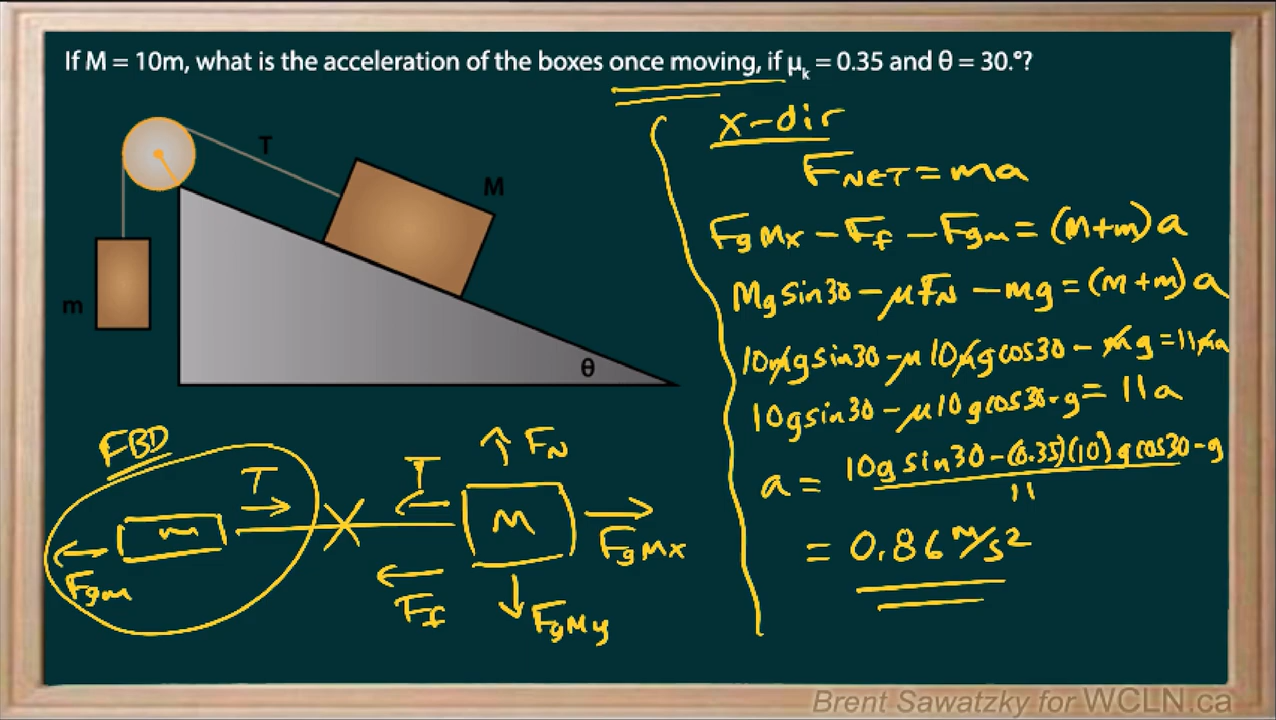 If M = 10m, what is the acceleration of the boxes once moving, if μk = 0.35 and θ = 30.°?
T
M
m
θ
FBD
T
m
Fgm
T
Ff
M
FN
FgMx
FgMy
x-dir
FNET = ma
FgMx - Ff - Fgm = (M+m)a
Mg sin30 - μFN - mg = (M+m)a
10mg sin30 - μ10mg cos30 - mg = 11ma
10g sin30 - μ10g cos30 - g = 11a
a = 10g sin30 - (0.35)(10)g cos30 - g
11
= 0.86 m/s²
Brent Sawatzky for WCLN.ca